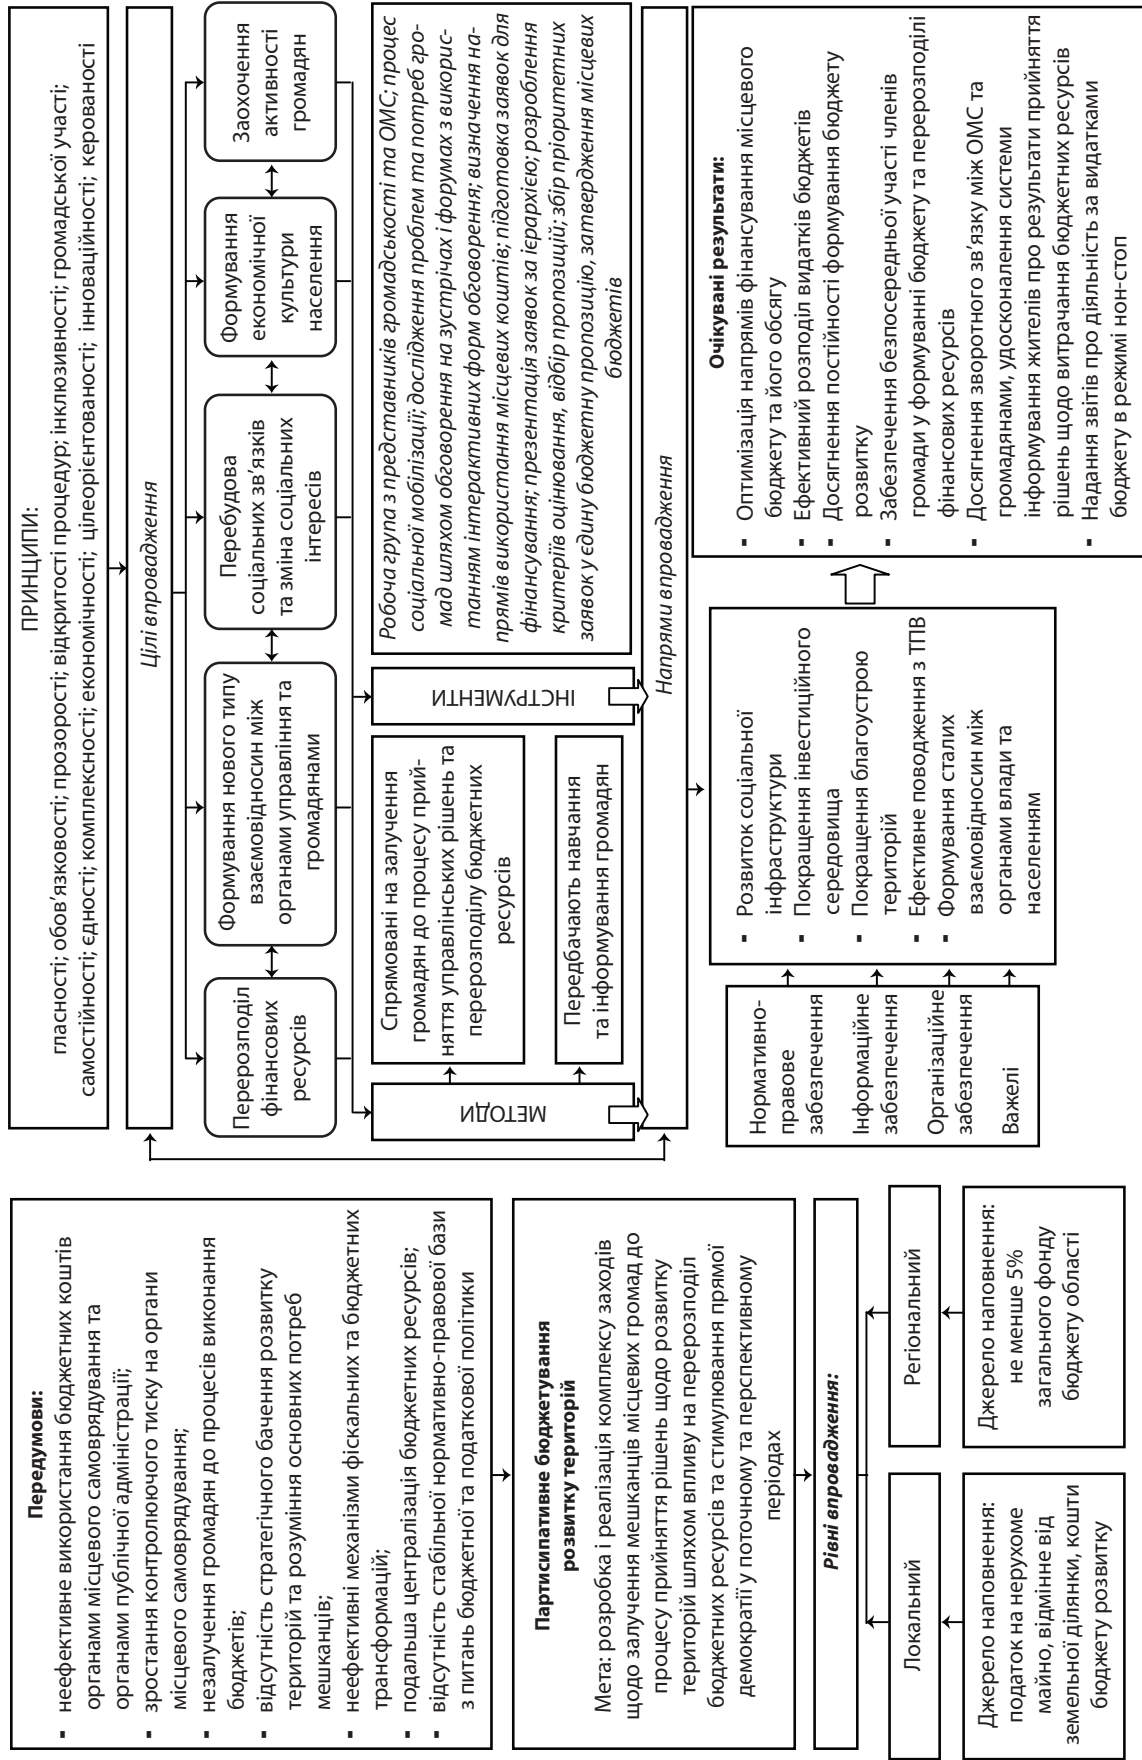 Передумови:
- неефективне використання бюджетних коштів
органами місцевого самоврядування та
органами публічної адміністрації;
- зростання контролюючого тиску на органи
місцевого самоврядування;
- незалучення громадян до процесів виконання
бюджетів;
- відсутність стратегічного бачення розвитку
територій та розуміння основних потреб
мешканців;
- неефективні механізми фіскальних та бюджетних
трансформацій;
- подальша централізація бюджетних ресурсів;
- відсутність стабільної нормативно-правової бази
з питань бюджетної та податкової політики
Партисипативне бюджетування
розвитку територій
Мета: розробка і реалізація комплексу заходів
щодо залучення мешканців місцевих громад до
процесу прийняття рішень щодо розвитку
територій шляхом впливу на перерозподіл
бюджетних ресурсів та стимулювання прямої
демократії у поточному та перспективному
періодах
Рівні впровадження:
Локальний
Регіональний
Джерело наповнення:
податок на нерухоме
майно, відмінне від
земельної ділянки, кошти
бюджету розвитку
Джерело наповнення:
не менше 5%
загального фонду
бюджету області
ПРИНЦИПИ:
гласності; обов’язковості; прозорості; відкритості процедур; інклюзивності; громадської участі;
самостійності; єдності; комплексності; економічності; цілеорієнтованості; інноваційності; керованості
Цілі впровадження
Перерозподіл
фінансових
ресурсів
Формування нового типу
взаємовідносин між
органами управління та
громадянами
Перебудова
соціальних зв’язків
та зміна соціальних
інтересів
Формування
економічної
культури
населення
Заохочення
активності
громадян
МЕТОДИ
Спрямовані на залучення
громадян до процесу прий-
няття управлінських рішень та
перерозподілу бюджетних
ресурсів
Передбачають навчання
та інформування громадян
ІНСТРУМЕНТИ
Робоча група з представників громадськості та ОМС; процес
соціальної мобілізації; дослідження проблем та потреб гро-
мад шляхом обговорення на зустрічах і форумах з викорис-
танням інтерактивних форм обговорення; визначення на-
прямів використання місцевих коштів; підготовка заявок для
фінансування; презентація заявок за ієрархією; розроблення
критеріїв оцінювання, відбір пропозицій; збір пріоритетних
заявок у єдину бюджетну пропозицію, затвердження місцевих
бюджетів
Напрями впровадження
Нормативно-
правове
забезпечення
Інформаційне
забезпечення
Організаційне
забезпечення
Важелі
- Розвиток соціальної
інфраструктури
- Покращення інвестиційного
середовища
- Покращення благоустрою
територій
- Ефективне поводження з ТПВ
- Формування сталих
взаємовідносин між
органами влади та
населенням
Очікувані результати:
- Оптимізація напрямів фінансування місцевого
бюджету та його обсягу
- Ефективний розподіл видатків бюджетів
- Досягнення постійності формування бюджету
розвитку
- Забезпечення безпосередньої участі членів
громади у формуванні бюджету та перерозподілі
фінансових ресурсів
- Досягнення зворотного зв’язку між ОМС та
громадянами, удосконалення системи
інформування жителів про результати прийняття
рішень щодо витрачання бюджетних ресурсів
- Надання звітів про діяльність за видатками
бюджету в режимі нон-стоп